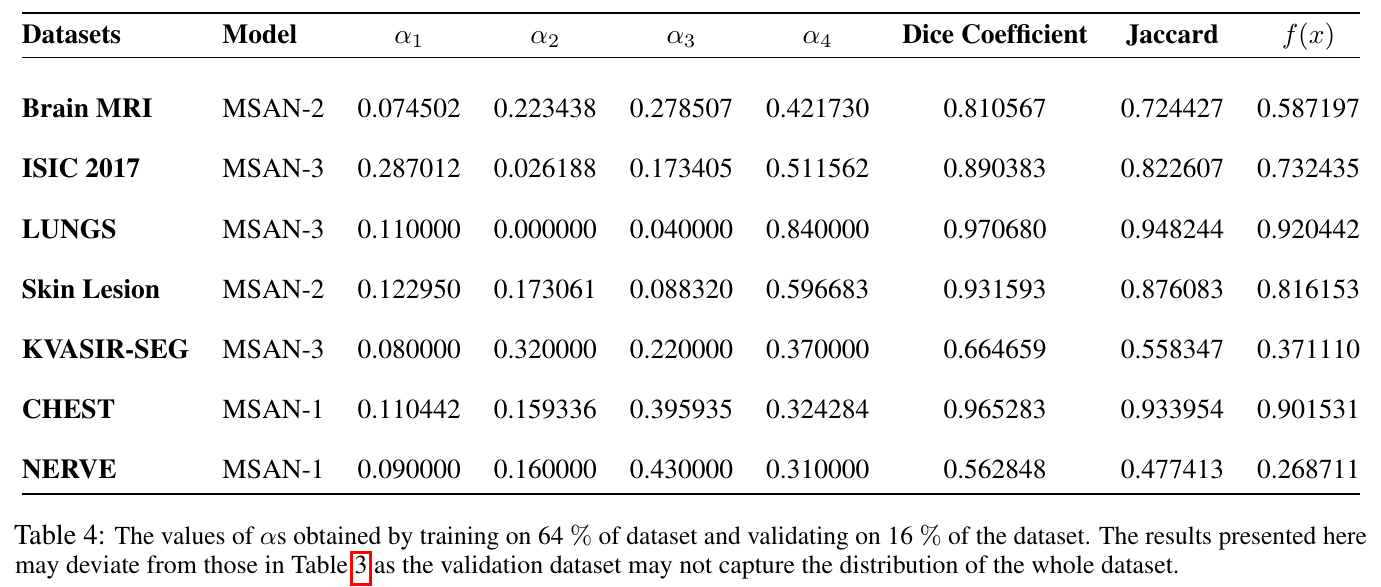 Datasets Model α1 α2 α3 α4 Dice Coefficient Jaccard f(x)
Brain MRI MSAN-2 0.074502 0.223438 0.278507 0.421730 0.810567 0.724427 0.587197
ISIC 2017 MSAN-3 0.287012 0.026188 0.173405 0.511562 0.890383 0.822607 0.732435
LUNGS MSAN-3 0.110000 0.000000 0.040000 0.840000 0.970680 0.948244 0.920442
Skin Lesion MSAN-2 0.122950 0.173061 0.088320 0.596683 0.931593 0.876083 0.816153
KVASIR-SEG MSAN-3 0.080000 0.320000 0.220000 0.370000 0.664659 0.558347 0.371110
CHEST MSAN-1 0.110442 0.159336 0.395935 0.324284 0.965283 0.933954 0.901531
NERVE MSAN-1 0.090000 0.160000 0.430000 0.310000 0.562848 0.477413 0.268711
Table 4: The values of αs obtained by training on 64 % of dataset and validating on 16 % of the dataset. The results presented here
may deviate from those in Table 3 as the validation dataset may not capture the distribution of the whole dataset.